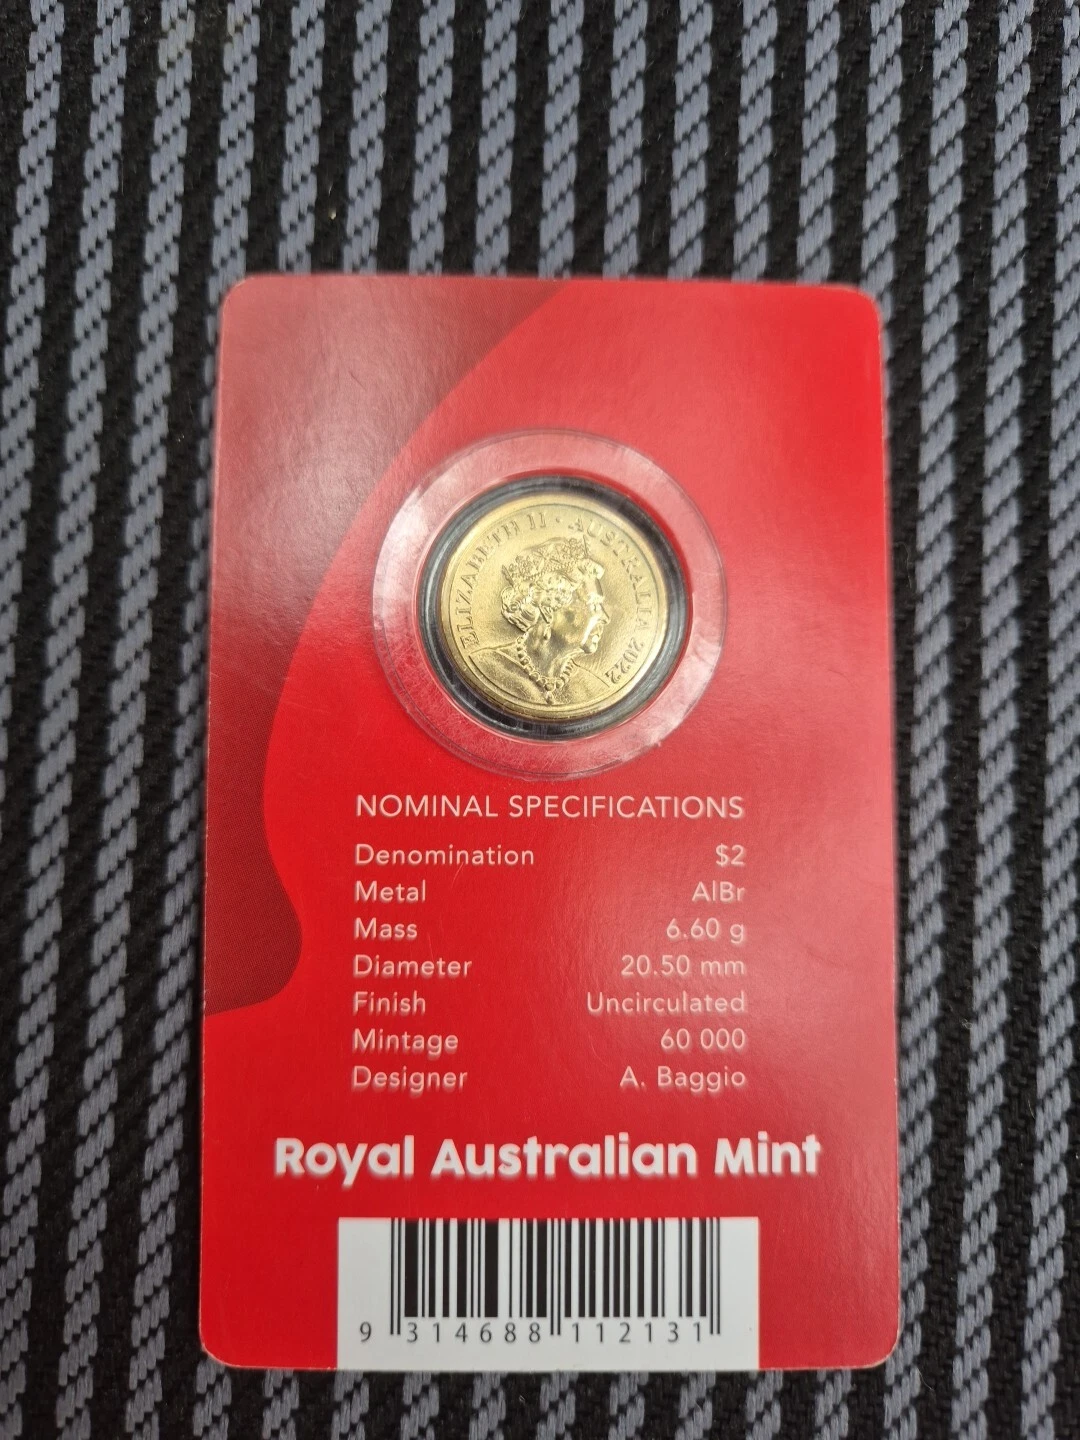 ELIZABETH II · AUSTRALIA 2022
NOMINAL SPECIFICATIONS
Denomination $2
Metal AlBr
Mass 6.60 g
Diameter 20.50 mm
Finish Uncirculated
Mintage 60 000
Designer A. Baggio
Royal Australian Mint
9 314688 112131